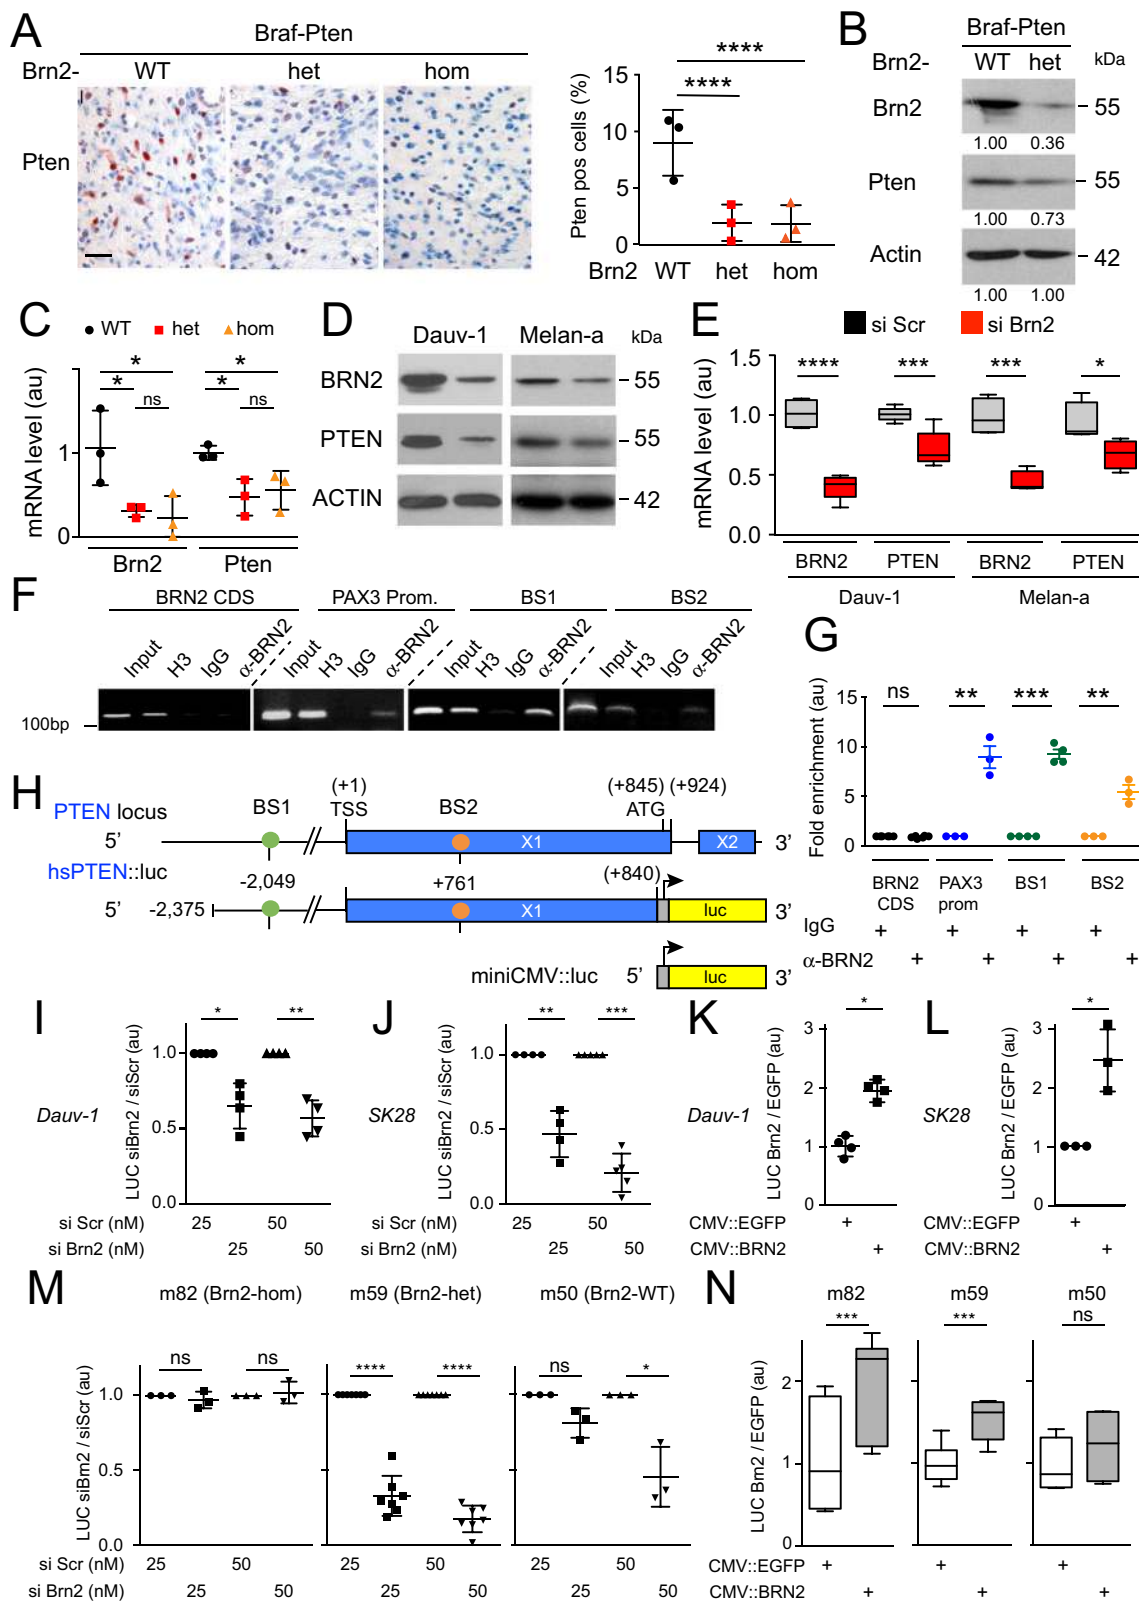 A
Braf-Pten
Brn2- WT het hom
Pten
Pten pos cells (%)
15
10
5
0
**** 
****
Brn2 WT het hom
B
Braf-Pten
Brn2- WT het kDa
Brn2 55
1.00 0.36
Pten 55
1.00 0.73
Actin 42
1.00 1.00
C
WT het hom
mRNA level (au)
1
0
* * ns
* * ns
Brn2 Pten
D
Dauv-1 Melan-a kDa
BRN2 55
PTEN 55
ACTIN 42
E
si Scr si Brn2
mRNA level (au)
1.5
1.0
0.5
0.0
**** *** *** *
BRN2 PTEN BRN2 PTEN
Dauv-1 Melan-a
F
BRN2 CDS PAX3 Prom. BS1 BS2
Input H3 IgG α-BRN2 Input H3 IgG α-BRN2 Input H3 IgG α-BRN2 Input H3 IgG α-BRN2
100bp
G
Fold enrichment (au)
15
10
5
0
ns ** *** **
BRN2 CDS PAX3 prom BS1 BS2
IgG + + + +
α-BRN2 + + + +
H
PTEN locus
BS1 (+1) TSS BS2 (+845) ATG (+924)
5' X1 X2 3'
hsPTEN::luc
-2,049 +761 (+840)
5' -2,375 X1 luc 3'
miniCMV::luc 5' luc 3'
I
Dauv-1
LUC siBrn2 / siScr (au)
1.0
0.5
0.0
* **
si Scr (nM) 25 50
si Brn2 (nM) 25 50
J
SK28
LUC siBrn2 / siScr (au)
1.0
0.5
0.0
** ***
si Scr (nM) 25 50
si Brn2 (nM) 25 50
K
Dauv-1
LUC Brn2 / EGFP (au)
3
2
1
0
*
CMV::EGFP +
CMV::BRN2 +
L
SK28
LUC Brn2 / EGFP (au)
3
2
1
0
*
CMV::EGFP +
CMV::BRN2 +
M
m82 (Brn2-hom) m59 (Brn2-het) m50 (Brn2-WT)
LUC siBrn2 / siScr (au)
1.0
0.5
0.0
ns ns **** **** ns *
si Scr (nM) 25 50 25 50 25 50
si Brn2 (nM) 25 50 25 50 25 50
N
m82 m59 m50
LUC Brn2 / EGFP (au)
2
1
0
*** *** ns
CMV::EGFP + + +
CMV::BRN2 + + +